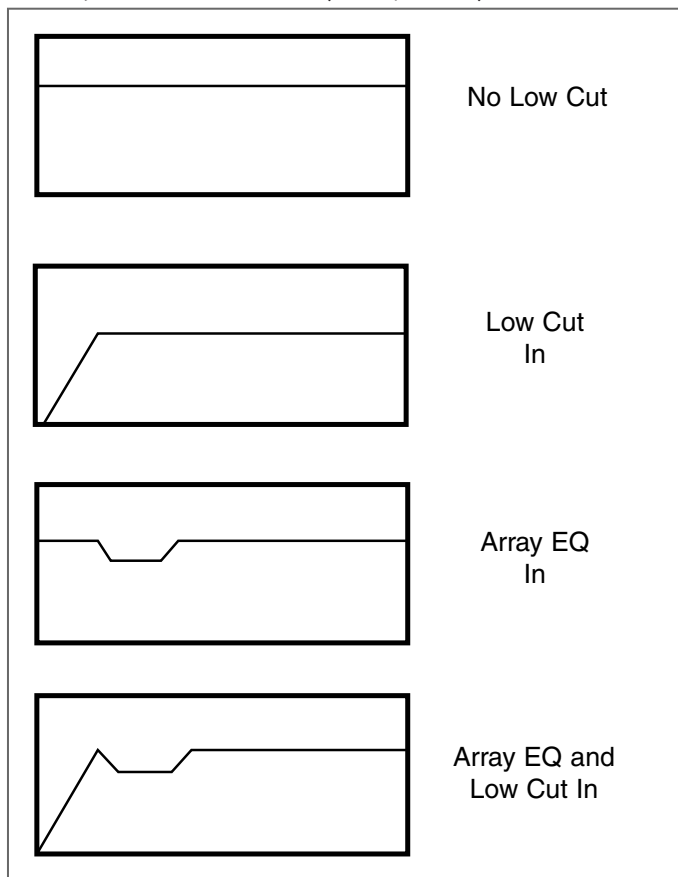 No Low Cut
Low Cut
In
Array EQ
In
Array EQ and
Low Cut In